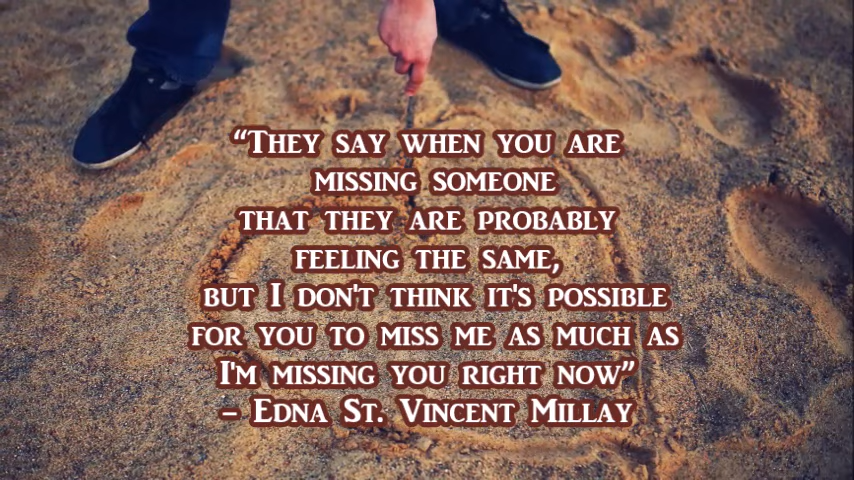 “They say when you are
missing someone
that they are probably
feeling the same,
but I don't think it's possible
for you to miss me as much as
I'm missing you right now”
– Edna St. Vincent Millay